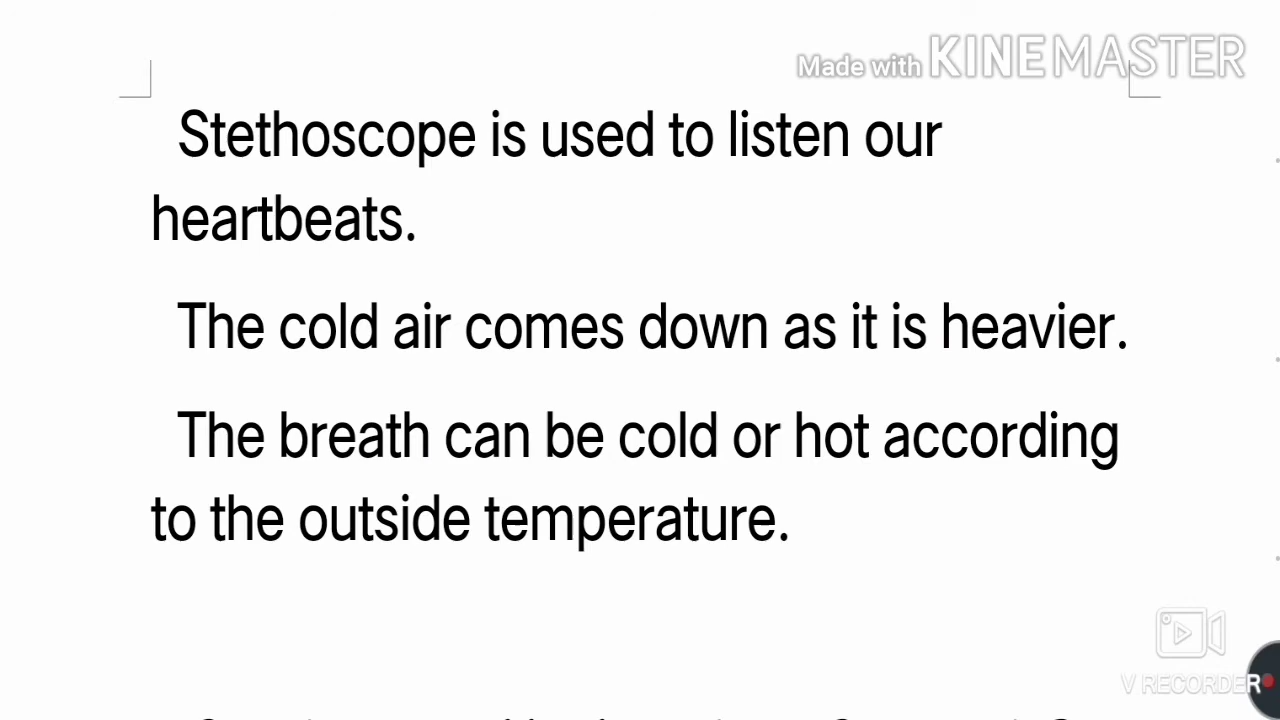 Made with KINEMASTER
Stethoscope is used to listen our
heartbeats.
The cold air comes down as it is heavier.
The breath can be cold or hot according
to the outside temperature.
V RECORDER